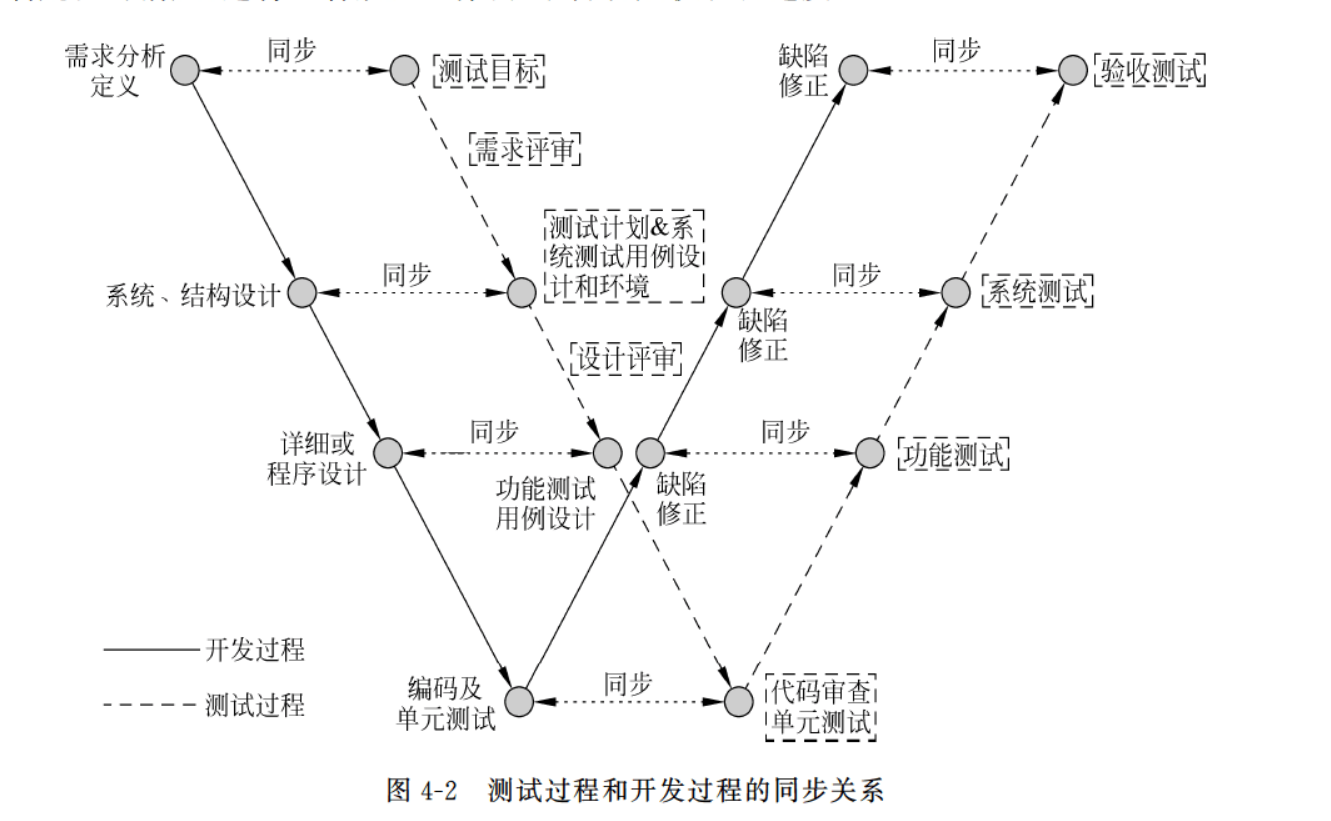 需求分析
定义
同步
测试目标
缺陷
修正
同步
验收测试
需求评审
测试计划&系
统测试用例设
计和环境
系统、结构设计
同步
同步
系统测试
缺陷
修正
设计评审
详细或
程序设计
同步
功能测试
用例设计
缺陷
修正
同步
功能测试
开发过程
测试过程
编码及
单元测试
同步
代码审查
单元测试
图 4-2 测试过程和开发过程的同步关系